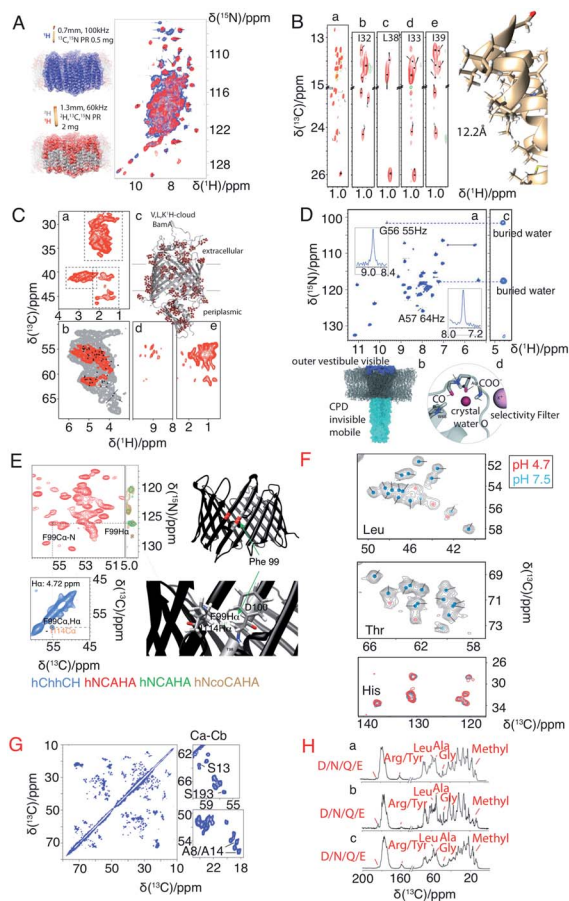 A
¹H
0.7mm, 100kHz
¹³C,¹⁵N PR 0.5 mg
1.3mm, 60kHz
²H,¹³C,¹⁵N PR
2 mg
δ(¹⁵N)/ppm
110
116
122
128
10 8 6
δ(¹H)/ppm
B
a b c d e
I32 L38 I33 I39
δ(¹³C)/ppm
13
15
24
26
1.0 1.0 1.0 1.0 1.0
δ(¹H)/ppm
12.2Å
C
a
30
35
40
45
4 3 2 1
δ(¹³C)/ppm
c
V,L,K¹H-cloud
BamA
extracellular
periplasmic
b d e
55
60
65
6 5 4
9 8
2 1
δ(¹H)/ppm
D
a c
100
110
120
130
δ(¹⁵N)/ppm
G56 55Hz
9.0 8.4
A57 64Hz
8.0 7.2
buried water
buried water
11 10 9 8 7 6 5
δ(¹H)/ppm
outer vestibule visible
b
CPD
invisible
mobile
d
CO
COO⁻
crystal
water O
selectivity Filter
E
120
125
130
δ(¹⁵N)/ppm
F99Cα-N
F99Hα
55 53 51 5.0
Phe 99
Hα: 4.72 ppm
45
55
δ(¹³C)/ppm
F99Cα,Hα
I114Cα
55 45
δ(¹³C)/ppm
D100
F99Hα
I114Hα
hChhCH hNCAHA hNCAHA hNcoCAHA
F
pH 4.7
pH 7.5
52
54
56
58
Leu
50 46 42
69
71
73
Thr
66 62 58
δ(¹³C)/ppm
28
34
His
140 130 120
δ(¹³C)/ppm
G
10
30
50
70
δ(¹³C)/ppm
70 50 30 10
Ca-Cb
62
66
S13
S193
59 55
50
54
A8/A14
22 18
δ(¹³C)/ppm
H
a
D/N/Q/E Arg/Tyr Leu Ala Gly Methyl
b
D/N/Q/E Arg/Tyr Leu Ala Gly Methyl
c
D/N/Q/E Arg/Tyr Leu Ala Gly Methyl
200 160 60 20
δ(¹³C)/ppm